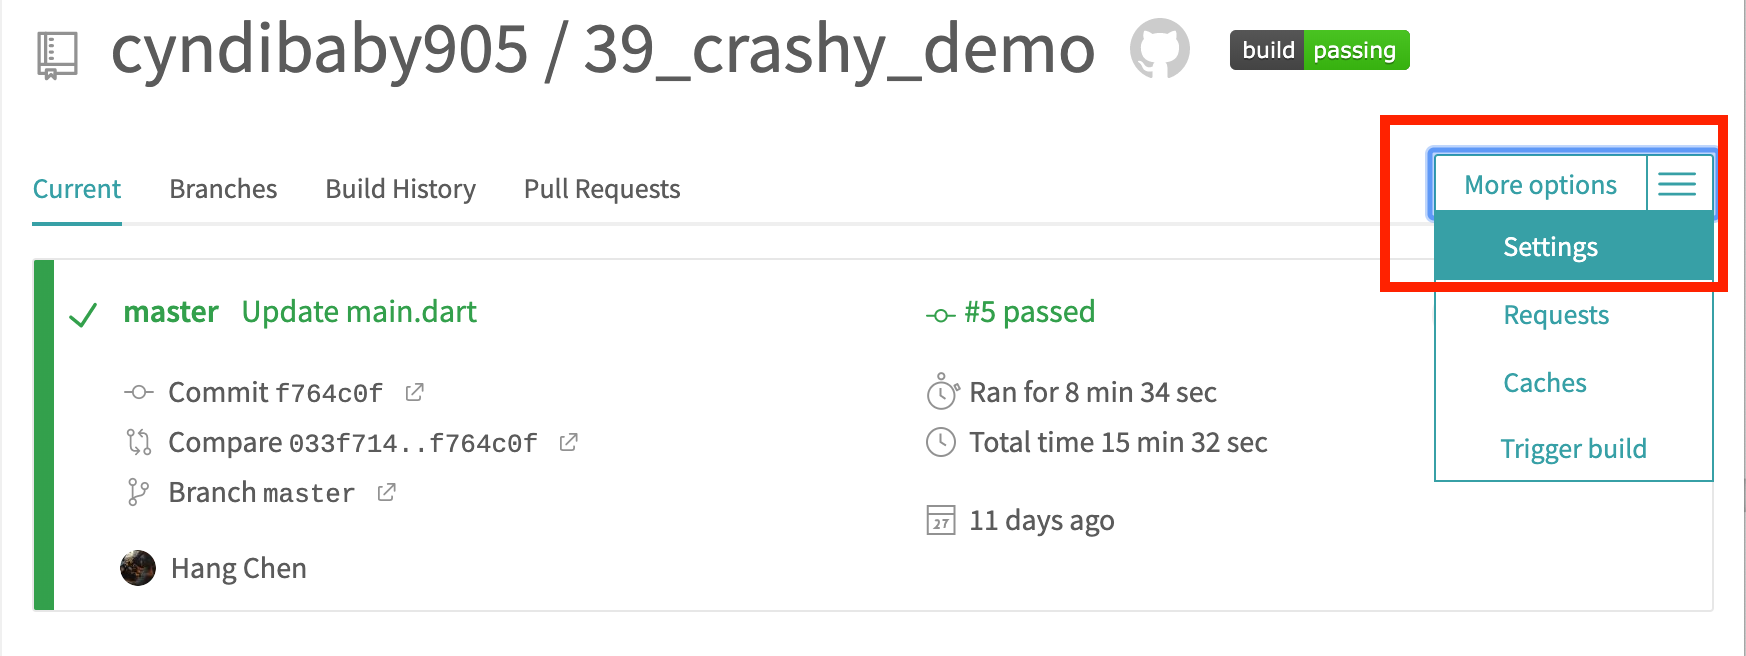 cyndibaby905 / 39_crashy_demo
build passing
Current Branches Build History Pull Requests
More options
Settings
Requests
Caches
Trigger build
master Update main.dart
Commit f764c0f
Compare 033f714..f764c0f
Branch master
Hang Chen
#5 passed
Ran for 8 min 34 sec
Total time 15 min 32 sec
27 11 days ago